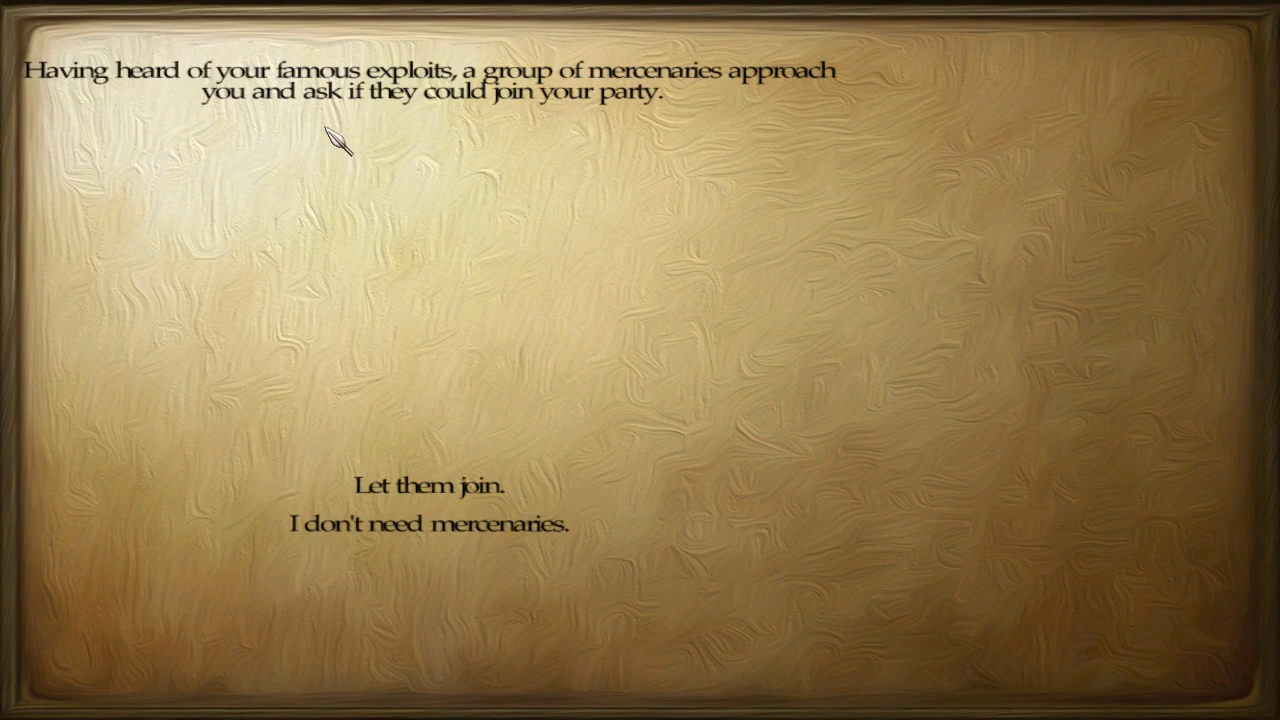 Having heard of your famous exploits, a group of mercenaries approach
you and ask if they could join your party.
Let them join.
I don't need mercenaries.